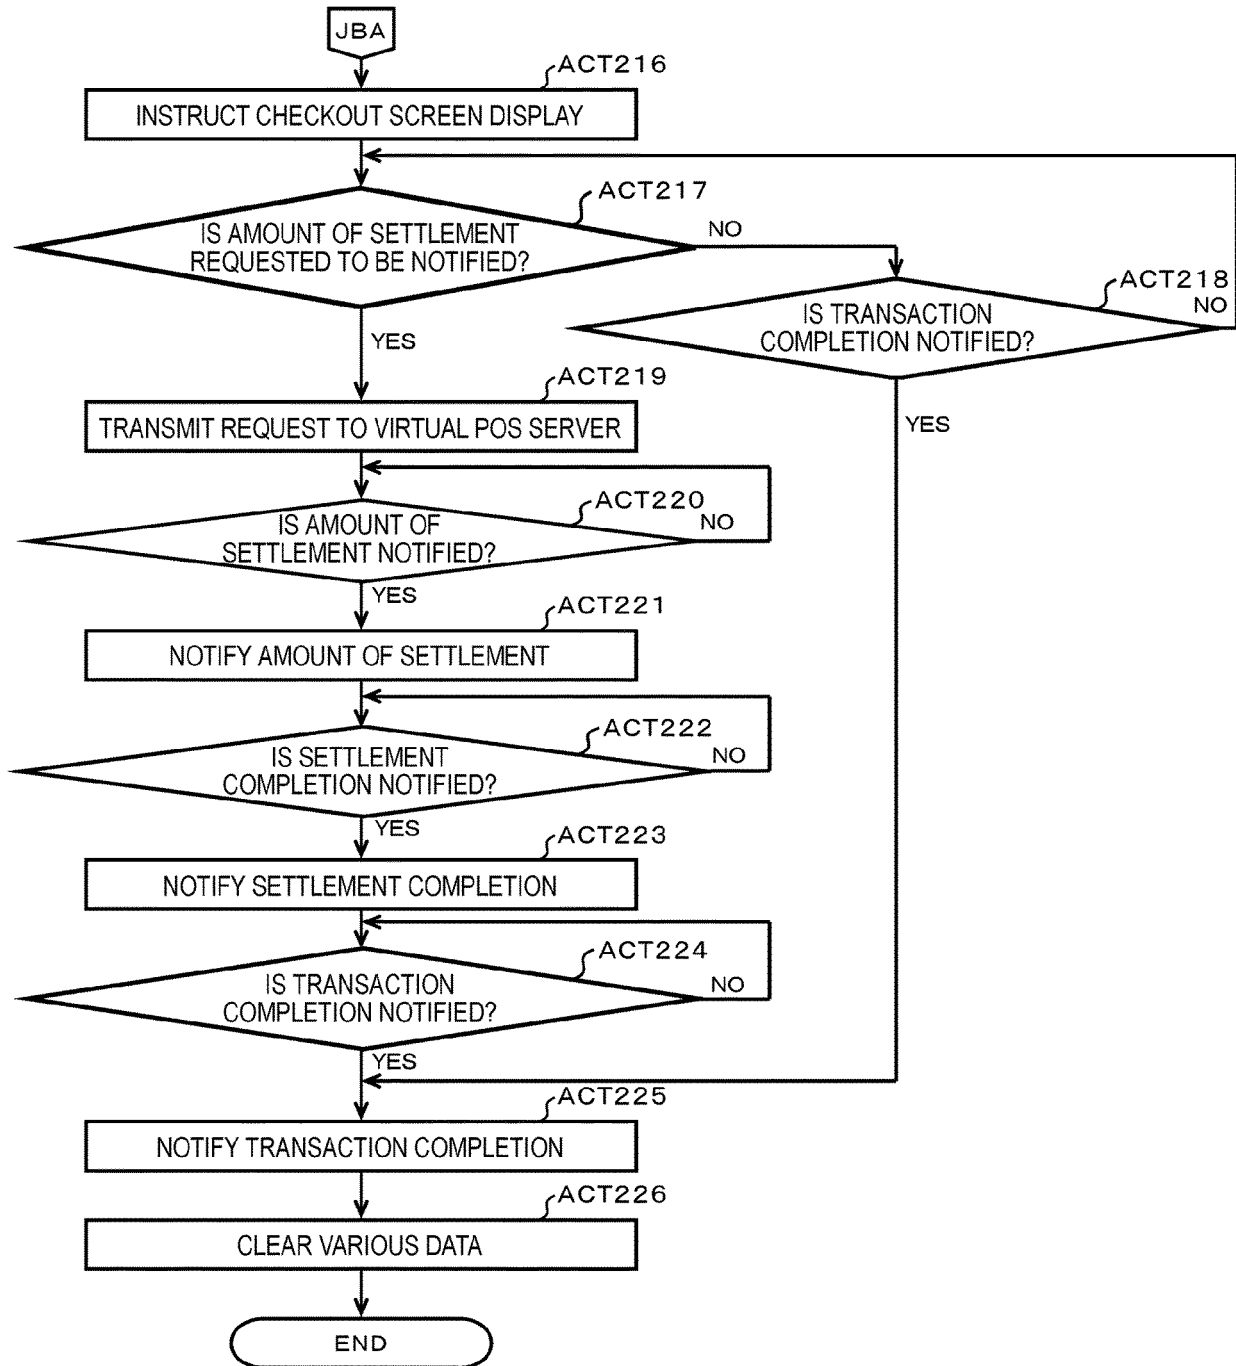 JBA
ACT216
INSTRUCT CHECKOUT SCREEN DISPLAY
ACT217
IS AMOUNT OF SETTLEMENT
REQUESTED TO BE NOTIFIED?
NO
ACT218
IS TRANSACTION
COMPLETION NOTIFIED?
NO
YES
YES
ACT219
TRANSMIT REQUEST TO VIRTUAL POS SERVER
ACT220
IS AMOUNT OF
SETTLEMENT NOTIFIED?
NO
YES
ACT221
NOTIFY AMOUNT OF SETTLEMENT
ACT222
IS SETTLEMENT
COMPLETION NOTIFIED?
NO
YES
ACT223
NOTIFY SETTLEMENT COMPLETION
ACT224
IS TRANSACTION
COMPLETION NOTIFIED?
NO
YES
ACT225
NOTIFY TRANSACTION COMPLETION
ACT226
CLEAR VARIOUS DATA
END